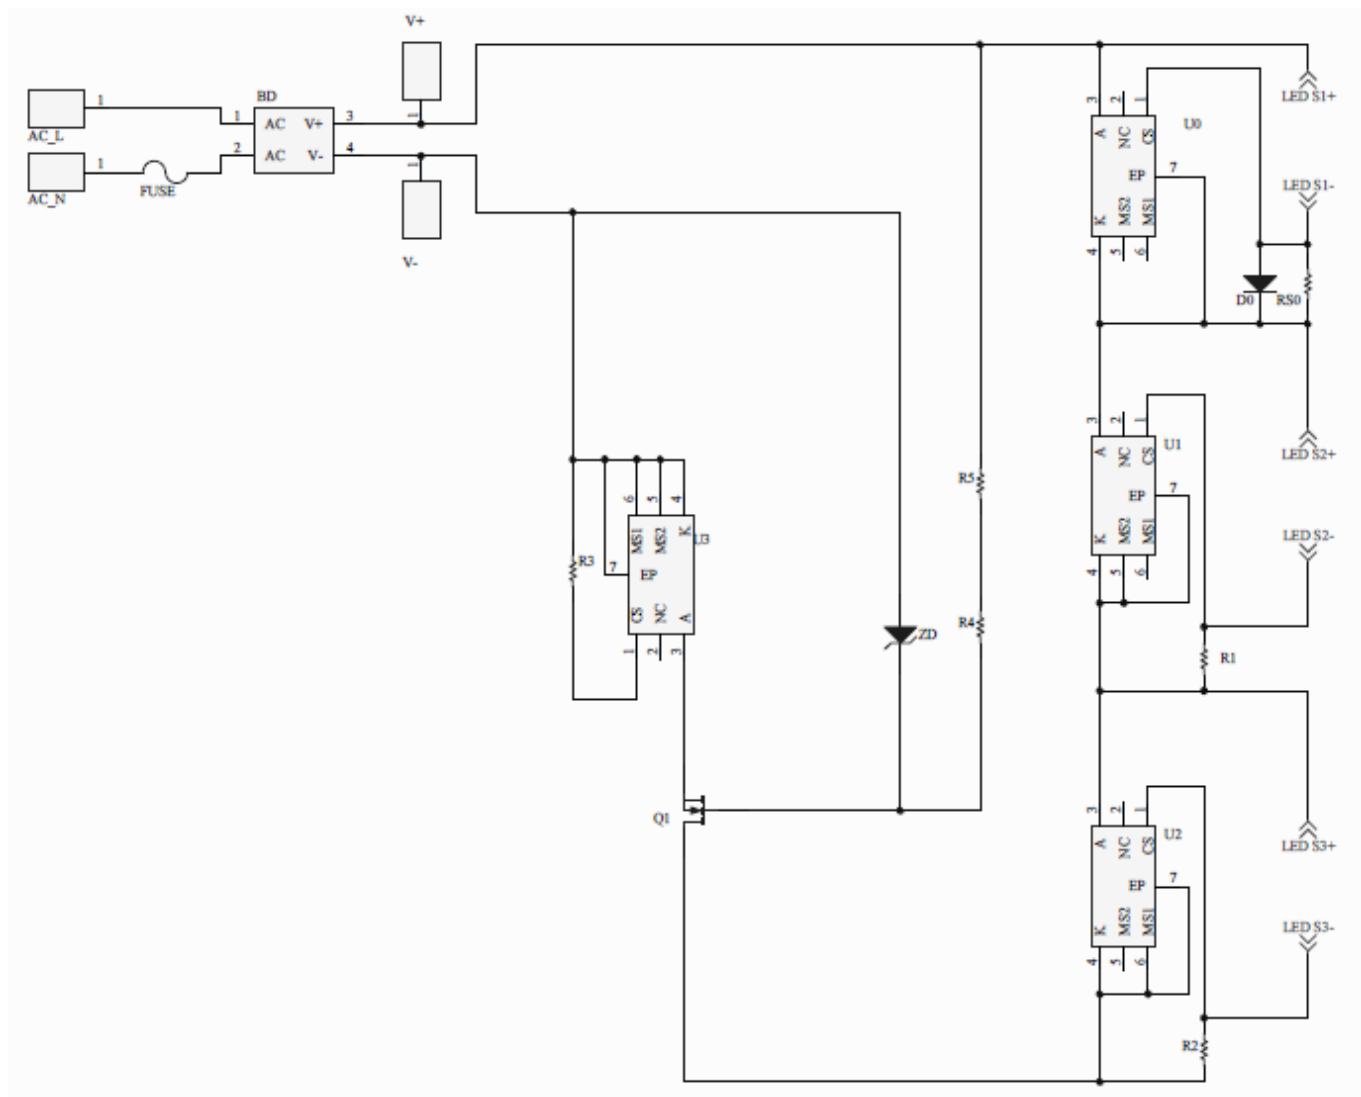 V+
AC_L
1
AC_N
1
FUSE
BD
1
2
AC
V+
AC
V-
3
4
1
1
V-
3
2
1
A
NC
CS
U0
EP
7
K
MS2
MS1
4
5
6
LED S1+
LED S1-
D0
RS0
3
2
1
A
NC
CS
U1
EP
7
K
MS2
MS1
4
5
6
LED S2+
LED S2-
R1
R5
R4
ZD
6
5
4
MS1
MS2
K
U3
R3
7
EP
CS
NC
A
1
2
3
Q1
3
2
1
A
NC
CS
U2
EP
7
K
MS2
MS1
4
5
6
LED S3+
LED S3-
R2